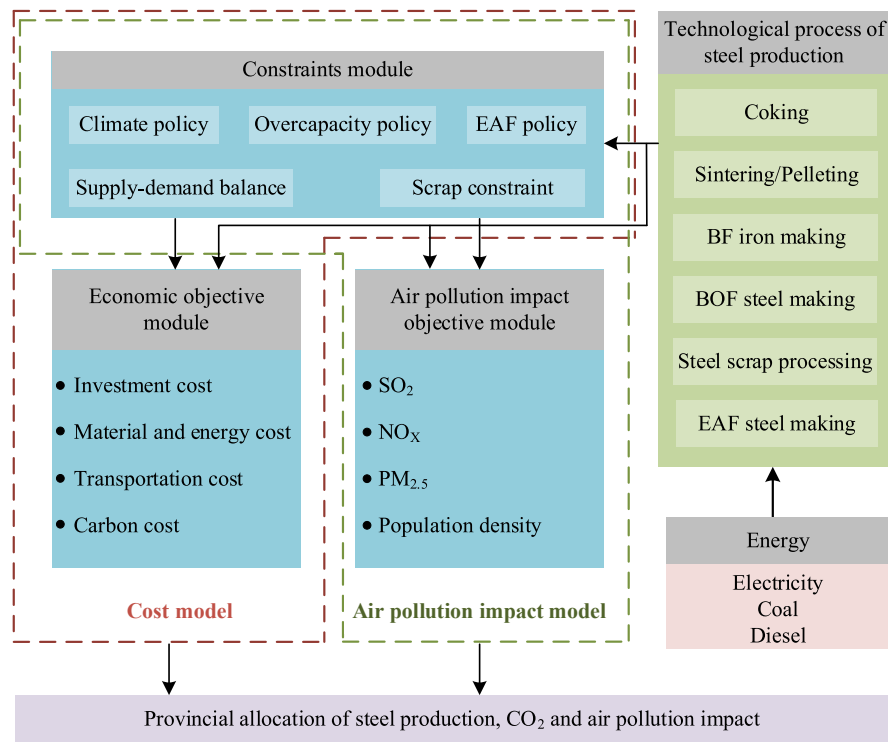 Constraints module
Climate policy
Overcapacity policy
EAF policy
Supply-demand balance
Scrap constraint
Economic objective
module
• Investment cost
• Material and energy cost
• Transportation cost
• Carbon cost
Cost model
Air pollution impact
objective module
• SO₂
• NOₓ
• PM₂.₅
• Population density
Air pollution impact model
Technological process of
steel production
Coking
Sintering/Pelleting
BF iron making
BOF steel making
Steel scrap processing
EAF steel making
Energy
Electricity
Coal
Diesel
Provincial allocation of steel production, CO₂ and air pollution impact